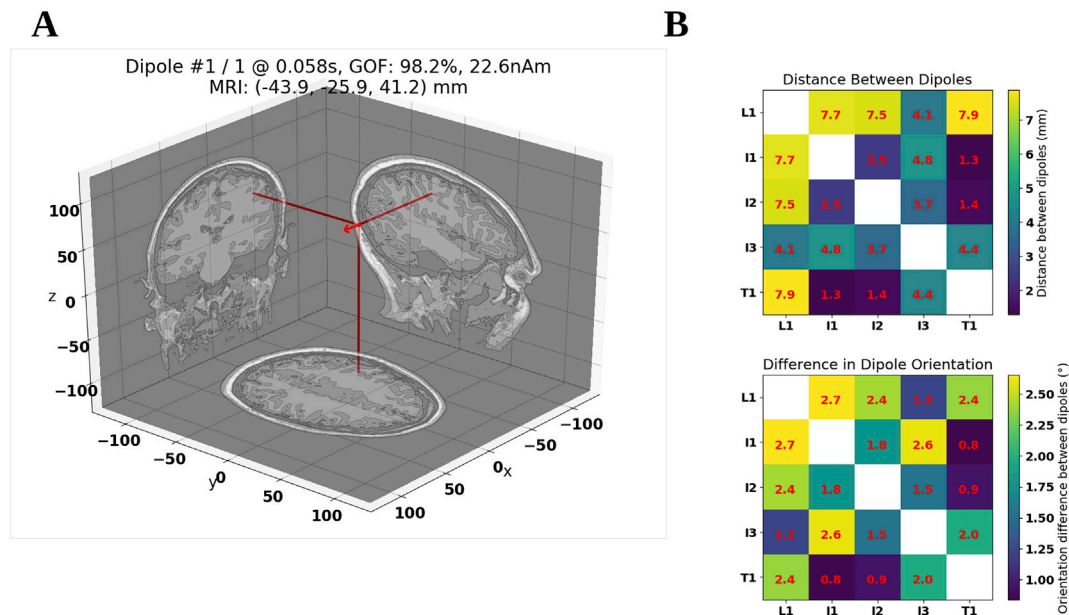 A
Dipole #1 / 1 @ 0.058s, GOF: 98.2%, 22.6nAm
MRI: (-43.9, -25.9, 41.2) mm
100
50
z 0
−50
−100
−100
−50
y 0
50
100
−100
−50
0 x
50
100
B
Distance Between Dipoles
L1 7.7 7.5 4.1 7.9
I1 7.7 2.5 4.8 1.3
I2 7.5 2.5 3.7 1.4
I3 4.1 4.8 3.7 4.4
T1 7.9 1.3 1.4 4.4
L1 I1 I2 I3 T1
7
6
5
4
3
2
Distance between dipoles (mm)
Difference in Dipole Orientation
L1 2.7 2.4 1.2 2.4
I1 2.7 1.8 2.6 0.8
I2 2.4 1.8 1.5 0.9
I3 1.2 2.6 1.5 2.0
T1 2.4 0.8 0.9 2.0
L1 I1 I2 I3 T1
2.50
2.25
2.00
1.75
1.50
1.25
1.00
Orientation difference between dipoles (°)